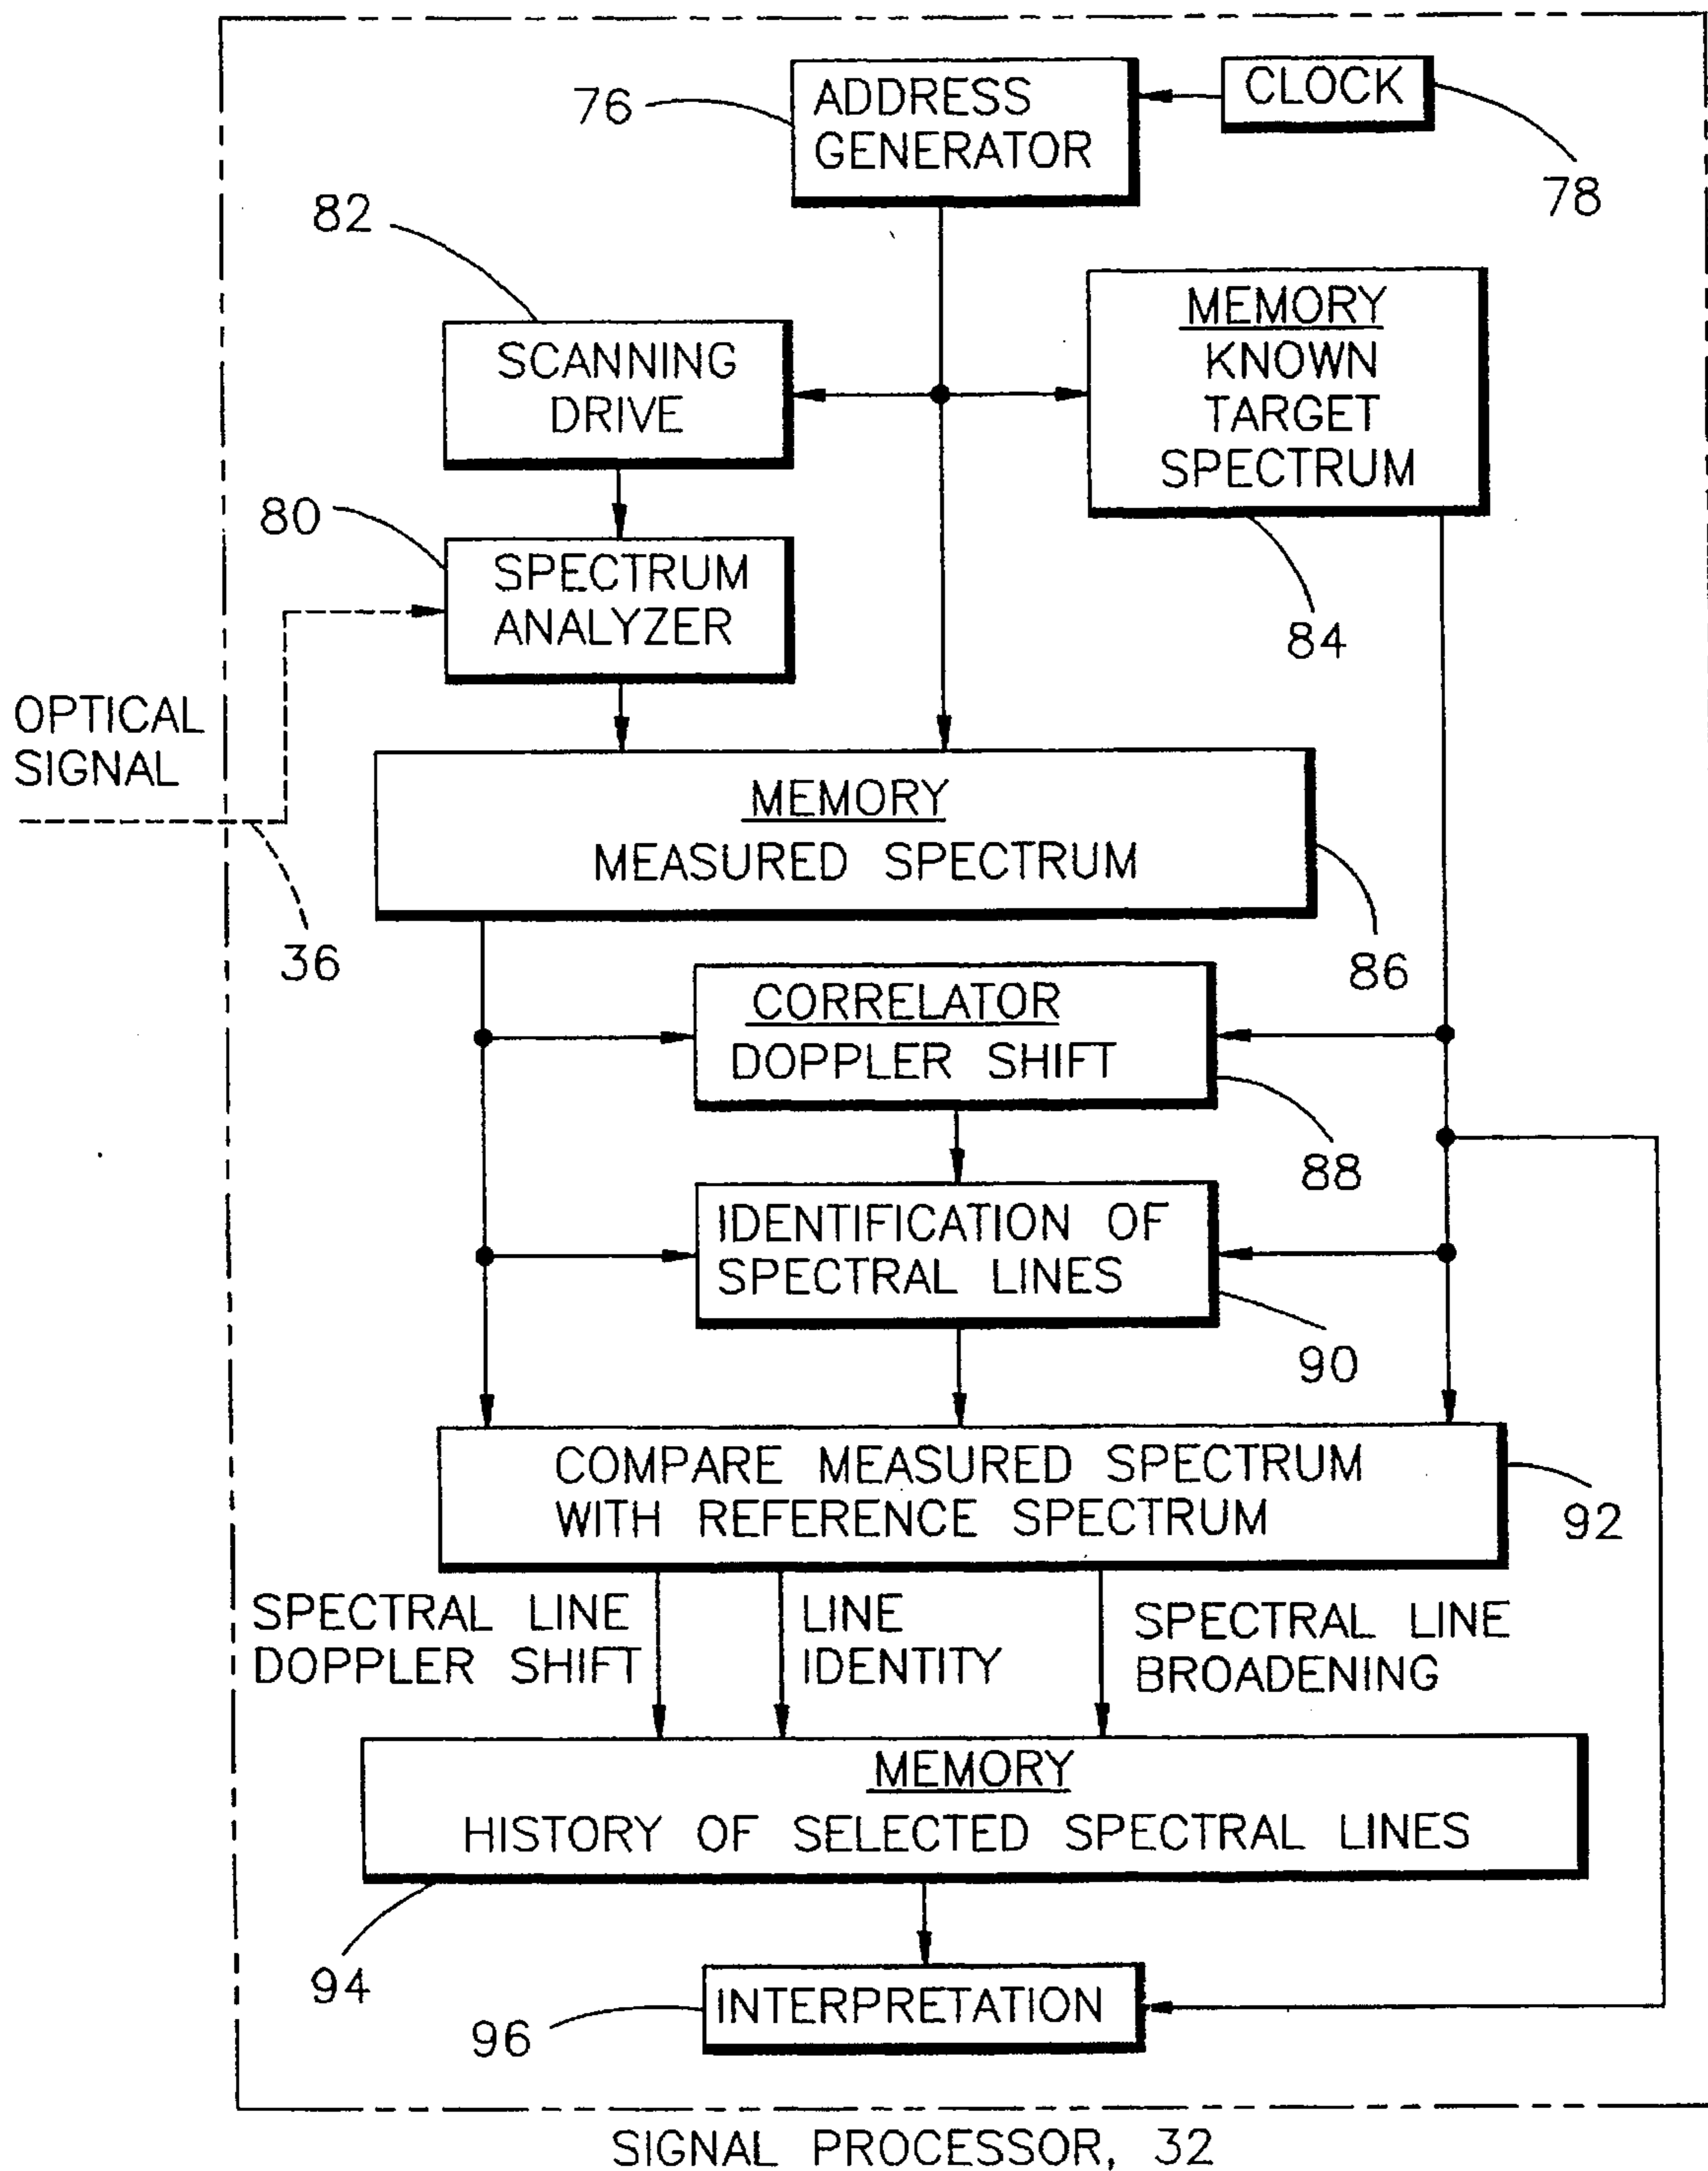 76
ADDRESS
GENERATOR
CLOCK
78
82
SCANNING
DRIVE
MEMORY
KNOWN
TARGET
SPECTRUM
80
SPECTRUM
ANALYZER
84
OPTICAL
SIGNAL
MEMORY
MEASURED SPECTRUM
36
86
CORRELATOR
DOPPLER SHIFT
88
IDENTIFICATION OF
SPECTRAL LINES
90
COMPARE MEASURED SPECTRUM
WITH REFERENCE SPECTRUM
92
SPECTRAL LINE
DOPPLER SHIFT
LINE
IDENTITY
SPECTRAL LINE
BROADENING
MEMORY
HISTORY OF SELECTED SPECTRAL LINES
94
INTERPRETATION
96
SIGNAL PROCESSOR, 32